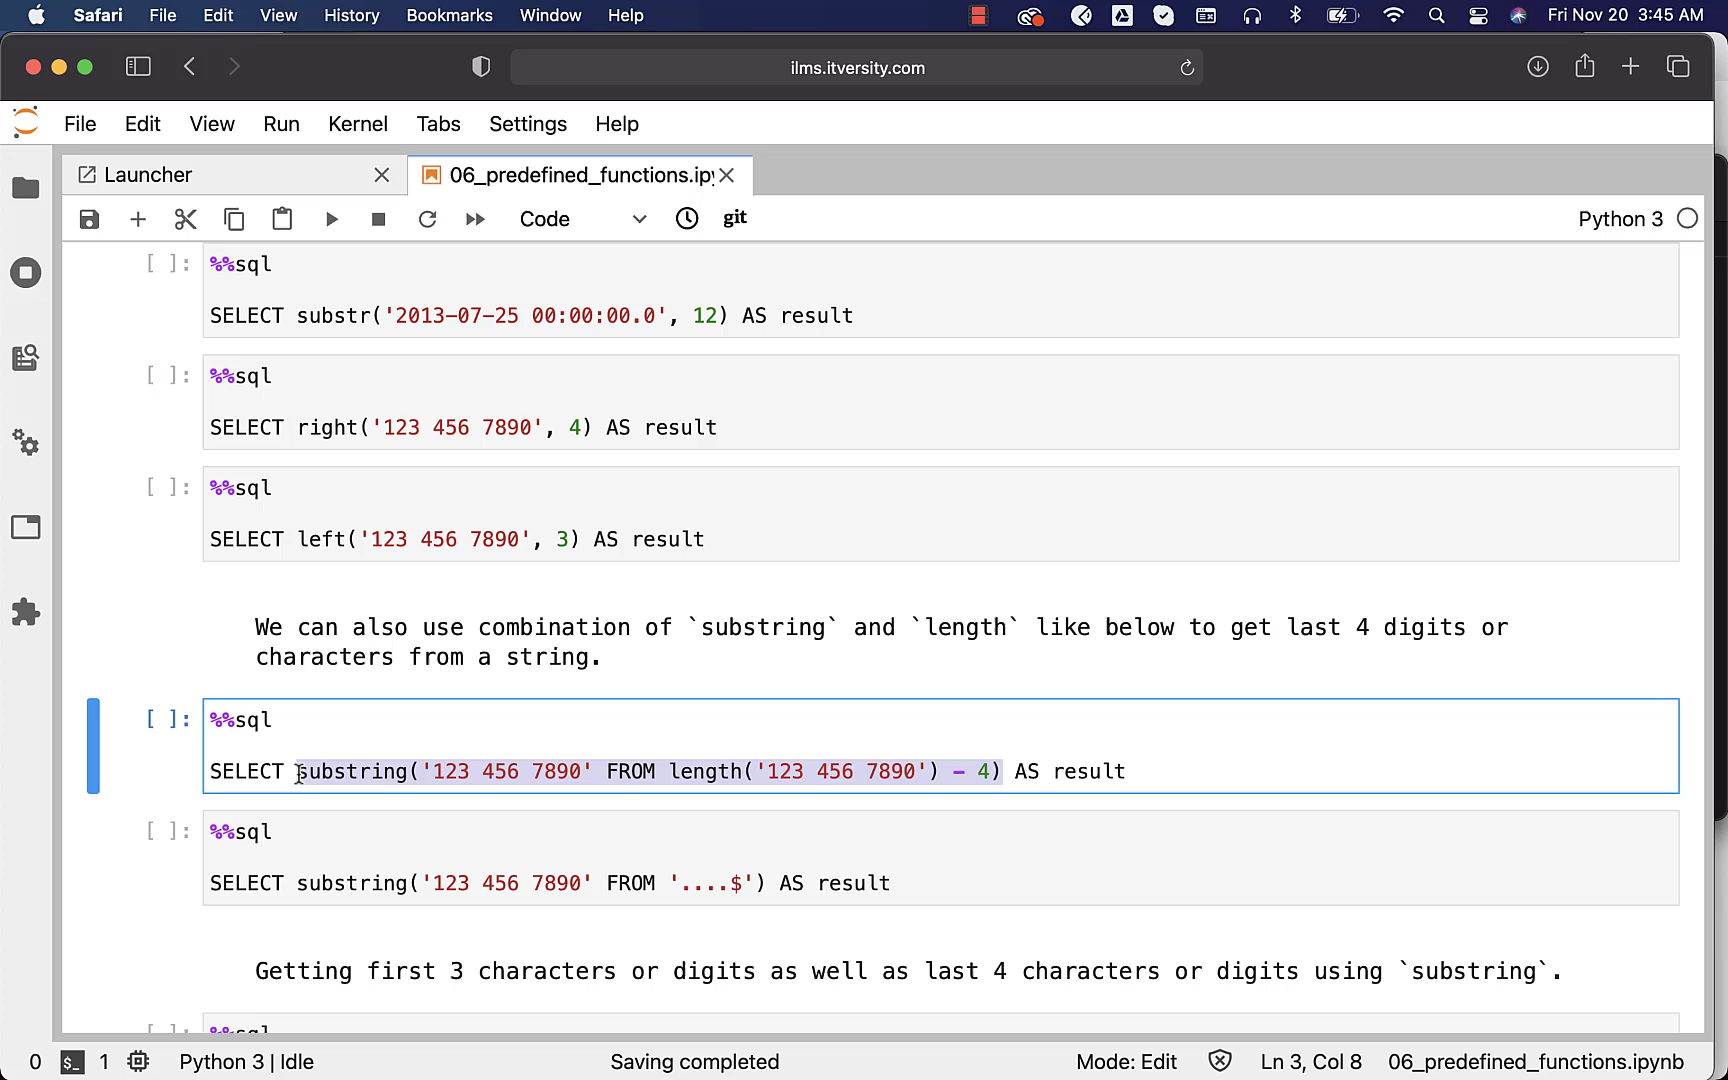 Safari File Edit View History Bookmarks Window Help Fri Nov 20 3:45 AM
ilms.itversity.com
File Edit View Run Kernel Tabs Settings Help
Launcher
06_predefined_functions.ipy
Code
git
Python 3
[ ]: %%sql
SELECT substr('2013-07-25 00:00:00.0', 12) AS result
[ ]: %%sql
SELECT right('123 456 7890', 4) AS result
[ ]: %%sql
SELECT left('123 456 7890', 3) AS result
We can also use combination of `substring` and `length` like below to get last 4 digits or
characters from a string.
[ ]: %%sql
SELECT substring('123 456 7890' FROM length('123 456 7890') - 4) AS result
[ ]: %%sql
SELECT substring('123 456 7890' FROM '....$') AS result
Getting first 3 characters or digits as well as last 4 characters or digits using `substring`.
[ ]: %%sql
0 $_ 1 Python 3 | Idle Saving completed Mode: Edit Ln 3, Col 8 06_predefined_functions.ipynb